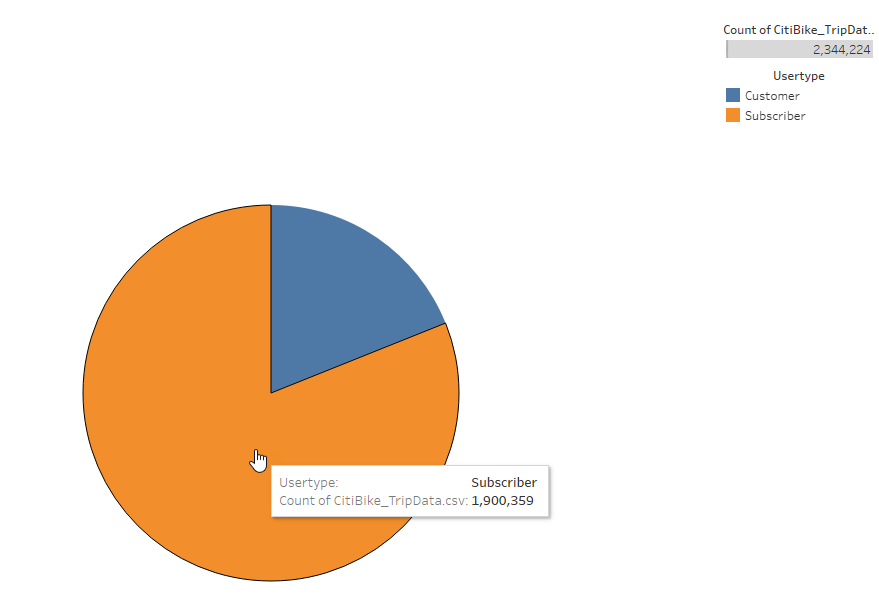 Count of CitiBike_TripDat..
2,344,224
Usertype
Customer
Subscriber
Usertype: Subscriber
Count of CitiBike_TripData.csv: 1,900,359